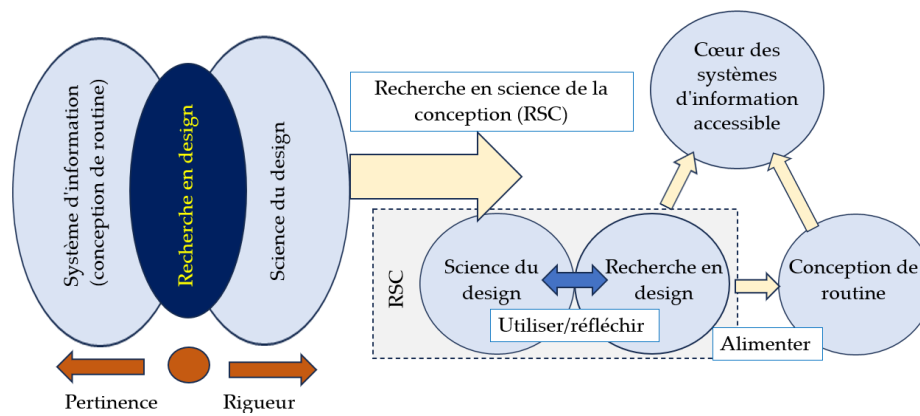 Système d'information
(conception de routine)
Recherche en design
Science du design
Pertinence
Rigueur
Recherche en science de la
conception (RSC)
Cœur des
systèmes
d'information
accessible
RSC
Science du
design
Recherche en
design
Utiliser/réfléchir
Alimenter
Conception de
routine